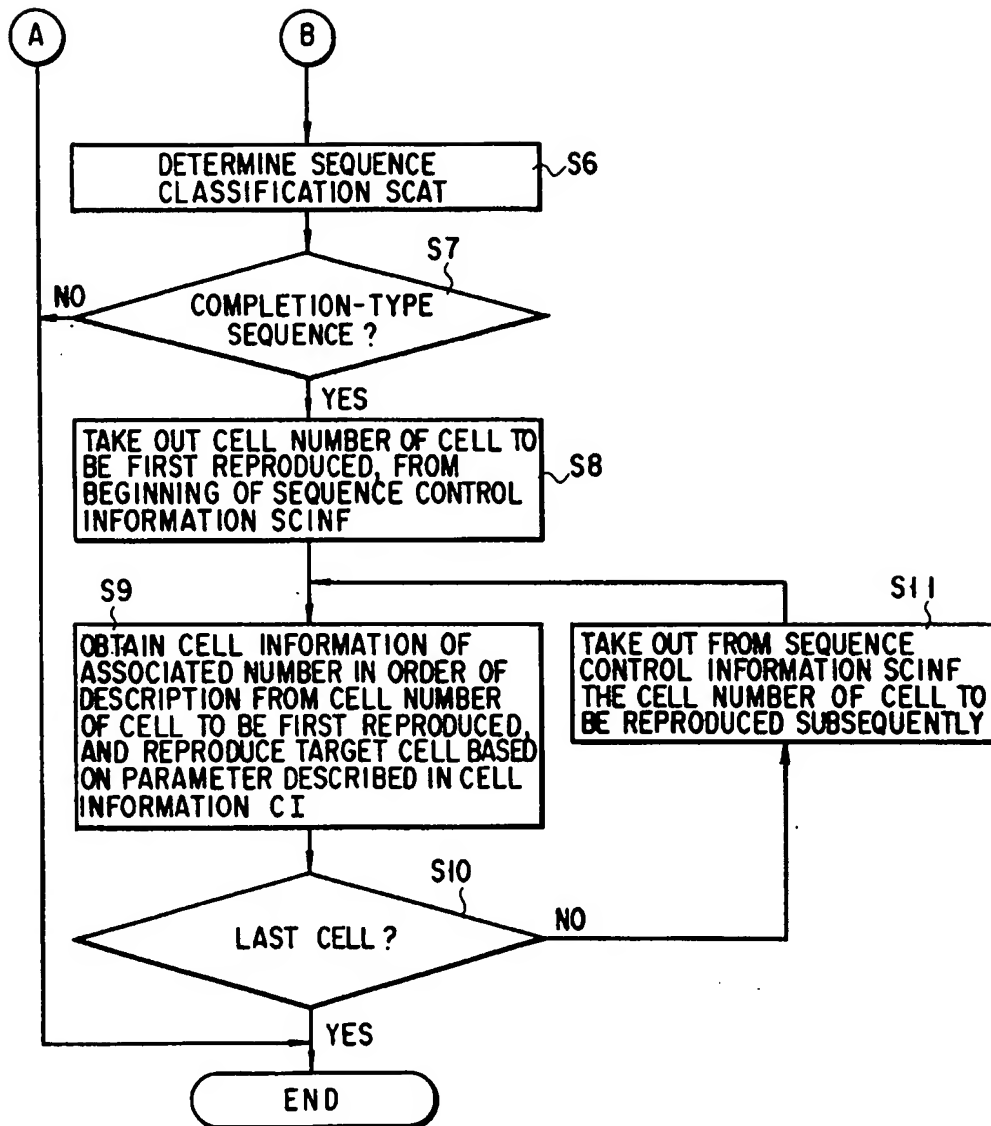 A
B
DETERMINE SEQUENCE
CLASSIFICATION SCAT
S6
S7
NO
COMPLETION-TYPE
SEQUENCE?
YES
TAKE OUT CELL NUMBER OF CELL TO
BE FIRST REPRODUCED, FROM
BEGINNING OF SEQUENCE CONTROL
INFORMATION SCINF
S8
S9
OBTAIN CELL INFORMATION OF
ASSOCIATED NUMBER IN ORDER OF
DESCRIPTION FROM CELL NUMBER
OF CELL TO BE FIRST REPRODUCED,
AND REPRODUCE TARGET CELL BASED
ON PARAMETER DESCRIBED IN CELL
INFORMATION CI
S11
TAKE OUT FROM SEQUENCE
CONTROL INFORMATION SCINF
THE CELL NUMBER OF CELL TO
BE REPRODUCED SUBSEQUENTLY
S10
LAST CELL?
NO
YES
END